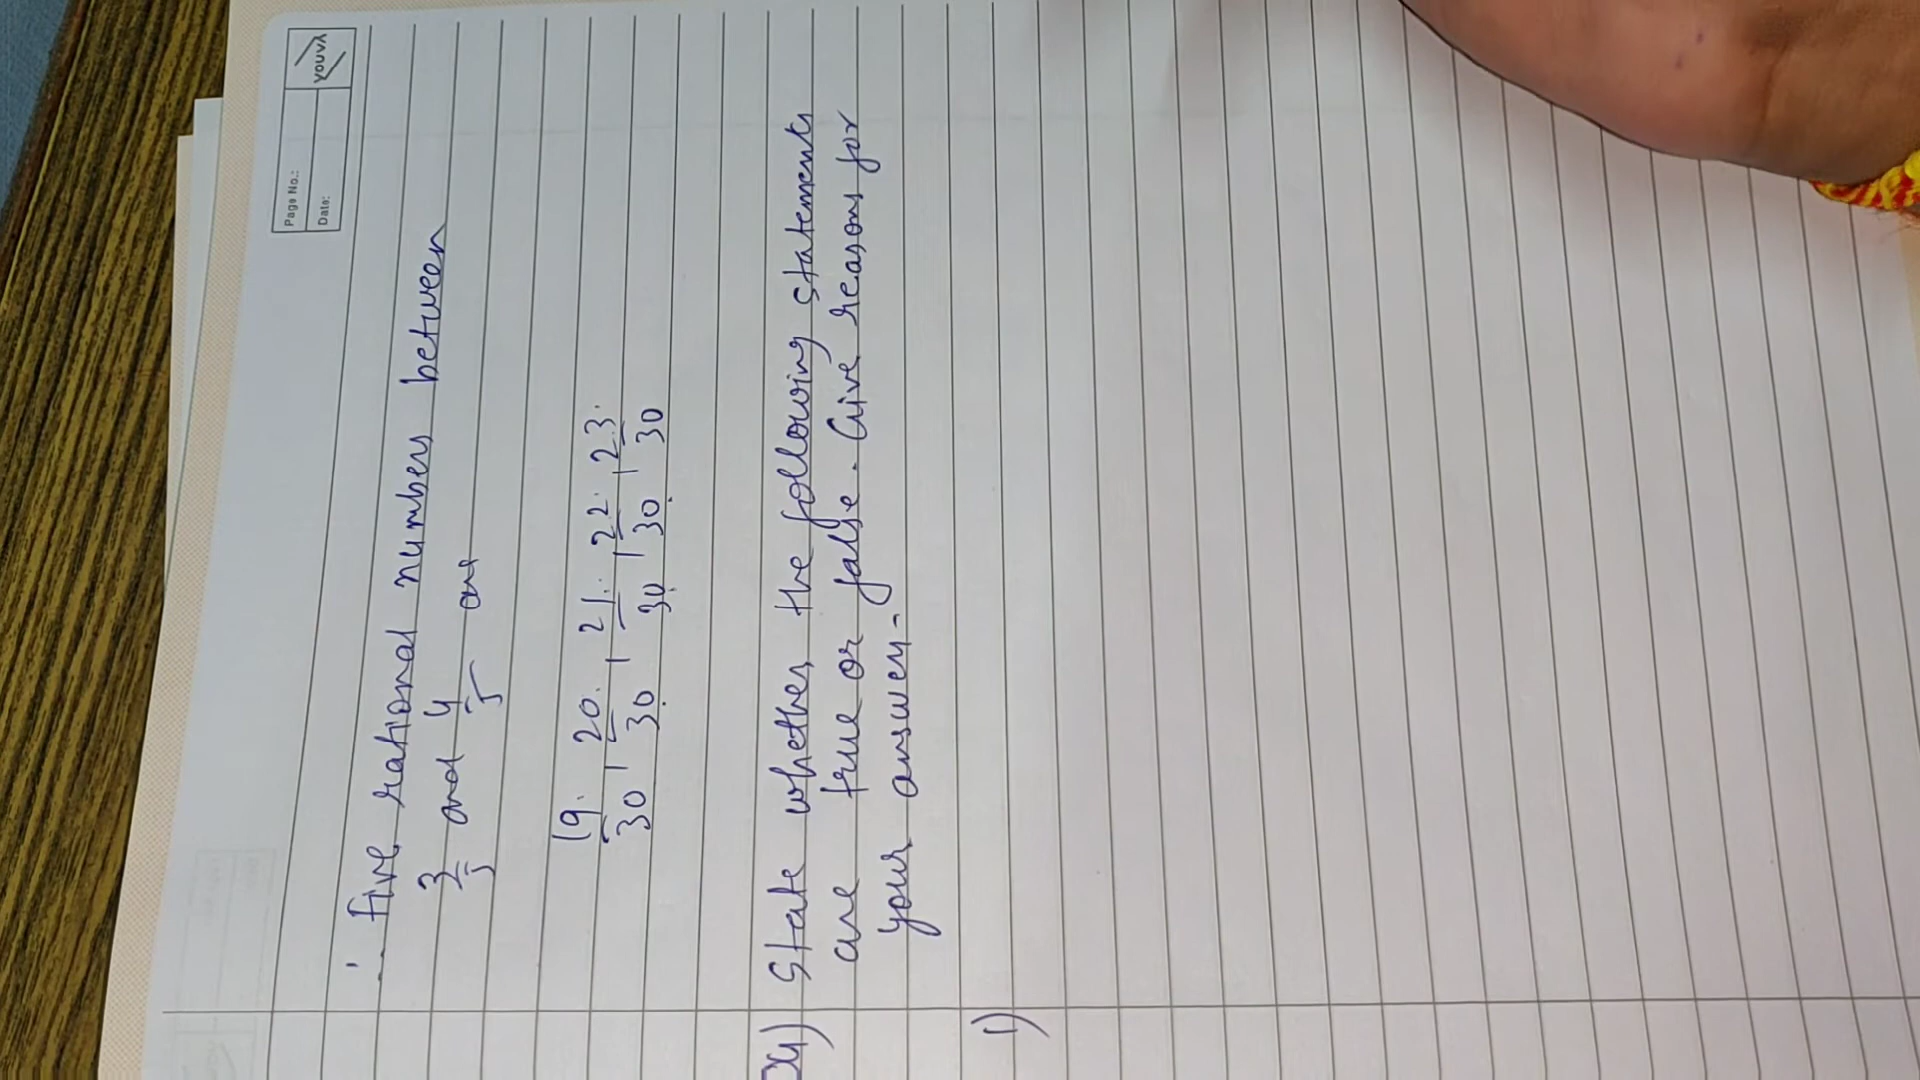 youvA
Page No.:
Date:
∴ Five rational numbers between
3/5 and 4/5 are
19/30, 20/30, 21/30, 22/30, 23/30
Q4) State whether the following statements
are true or false. Give reasons for
your answer-
1)